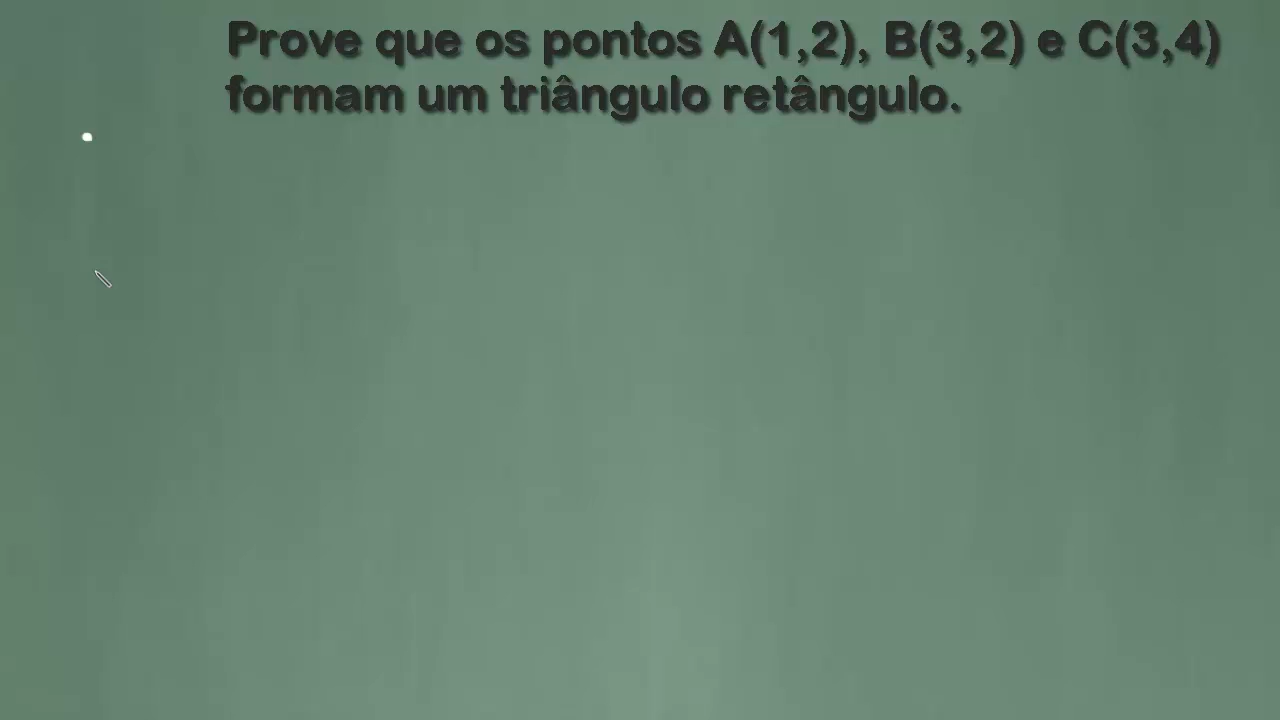 Prove que os pontos A(1,2), B(3,2) e C(3,4)
formam um triângulo retângulo.